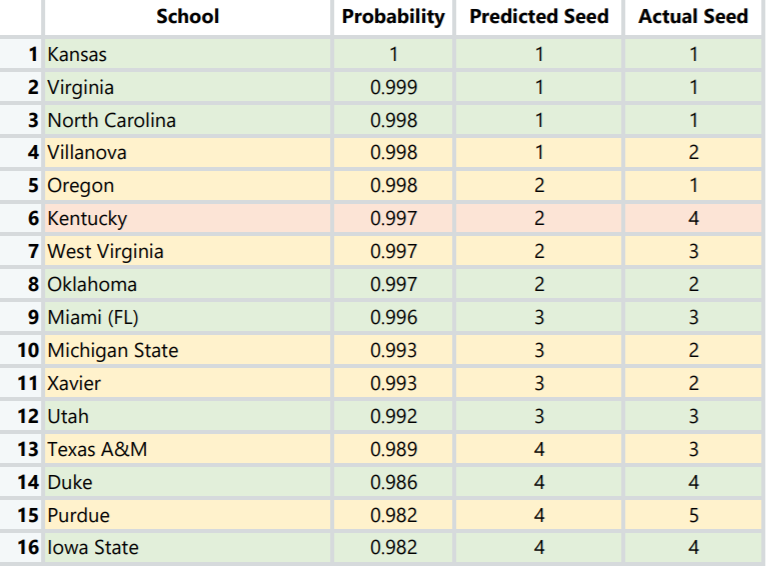 School Probability Predicted Seed Actual Seed
1 Kansas 1 1 1
2 Virginia 0.999 1 1
3 North Carolina 0.998 1 1
4 Villanova 0.998 1 2
5 Oregon 0.998 2 1
6 Kentucky 0.997 2 4
7 West Virginia 0.997 2 3
8 Oklahoma 0.997 2 2
9 Miami (FL) 0.996 3 3
10 Michigan State 0.993 3 2
11 Xavier 0.993 3 2
12 Utah 0.992 3 3
13 Texas A&M 0.989 4 3
14 Duke 0.986 4 4
15 Purdue 0.982 4 5
16 Iowa State 0.982 4 4